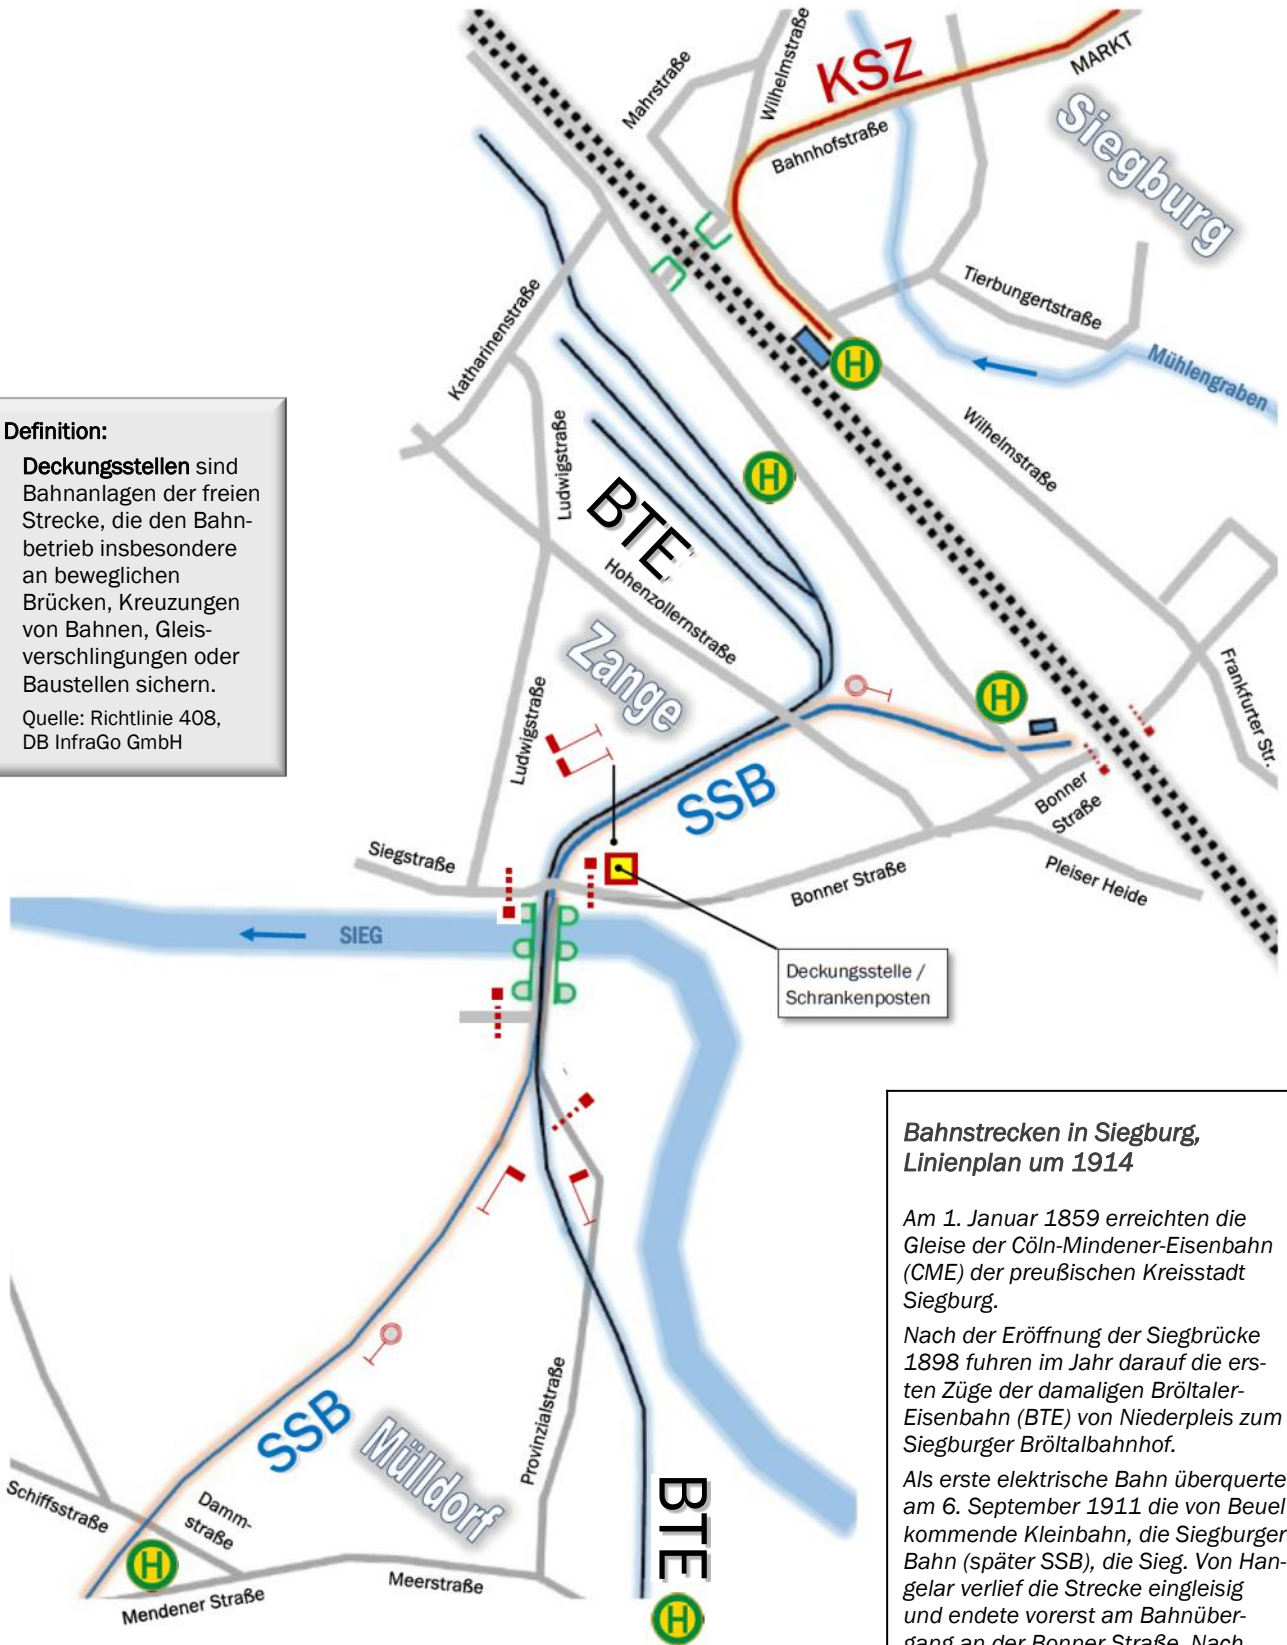 MARKT
KSZ
Wilhelmstraße
Mahrstraße
Bahnhofstraße
Siegburg
Tierbungertstraße
Katharinenstraße
H
Mühlengraben
Wilhelmstraße
Definition:
Deckungsstellen sind
Bahnanlagen der freien
Strecke, die den Bahn-
betrieb insbesondere
an beweglichen
Brücken, Kreuzungen
von Bahnen, Gleis-
verschlingungen oder
Baustellen sichern.
Quelle: Richtlinie 408,
DB InfraGo GmbH
Ludwigstraße
H
BTE
Hohenzollernstraße
Zange
Frankfurter Str.
H
Ludwigstraße
SSB
Bonner
Straße
Siegstraße
Bonner Straße
Pleiser Heide
SIEG
Deckungsstelle /
Schrankenposten
Bahnstrecken in Siegburg,
Linienplan um 1914
Am 1. Januar 1859 erreichten die
Gleise der Cöln-Mindener-Eisenbahn
(CME) der preußischen Kreisstadt
Siegburg.
Nach der Eröffnung der Siegbrücke
1898 fuhren im Jahr darauf die ers-
ten Züge der damaligen Bröltaler-
Eisenbahn (BTE) von Niederpleis zum
Siegburger Bröltalbahnhof.
Als erste elektrische Bahn überquerte
am 6. September 1911 die von Beuel
kommende Kleinbahn, die Siegburger
Bahn (später SSB), die Sieg. Von Han-
gelar verlief die Strecke eingleisig
und endete vorerst am Bahnüber-
gang an der Bonner Straße. Nach
SSB
Mülldorf
Provinzialstraße
Schiffsstraße
Damm-
straße
BTE
H
Meerstraße
Mendener Straße
H